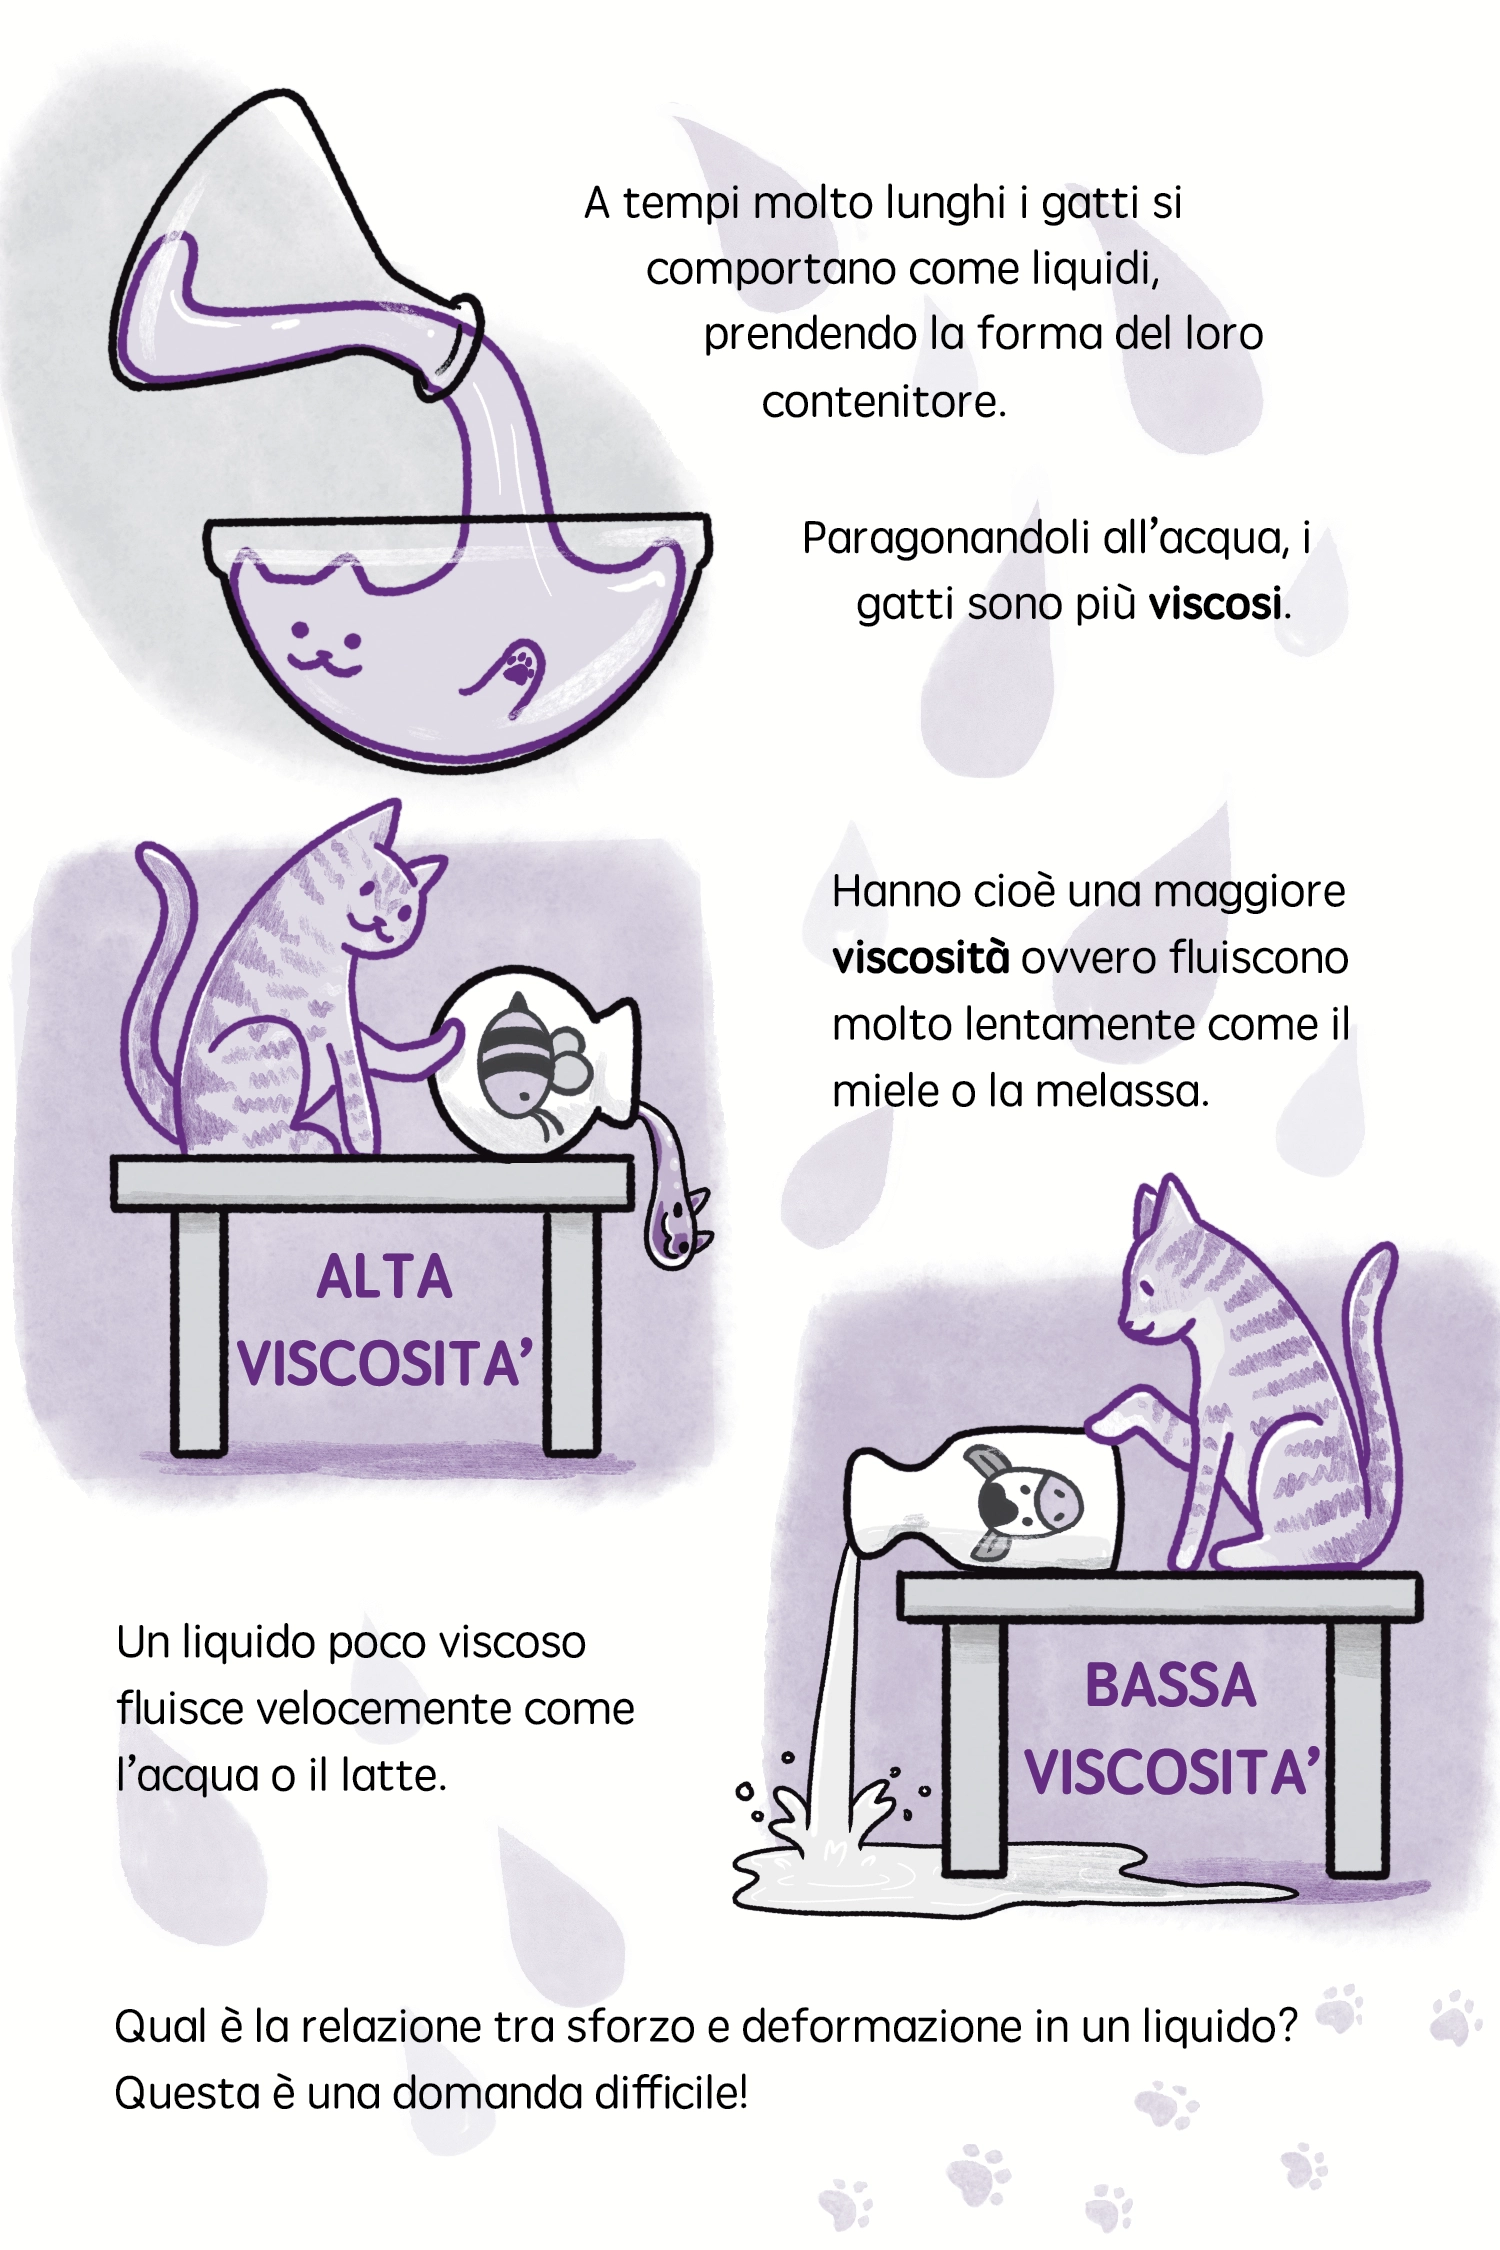 A tempi molto lunghi i gatti si
comportano come liquidi,
prendendo la forma del loro
contenitore.
Paragonandoli all’acqua, i
gatti sono più viscosi.
Hanno cioè una maggiore
viscosità ovvero fluiscono
molto lentamente come il
miele o la melassa.
ALTA
VISCOSITA’
Un liquido poco viscoso
fluisce velocemente come
l’acqua o il latte.
BASSA
VISCOSITA’
Qual è la relazione tra sforzo e deformazione in un liquido?
Questa è una domanda difficile!